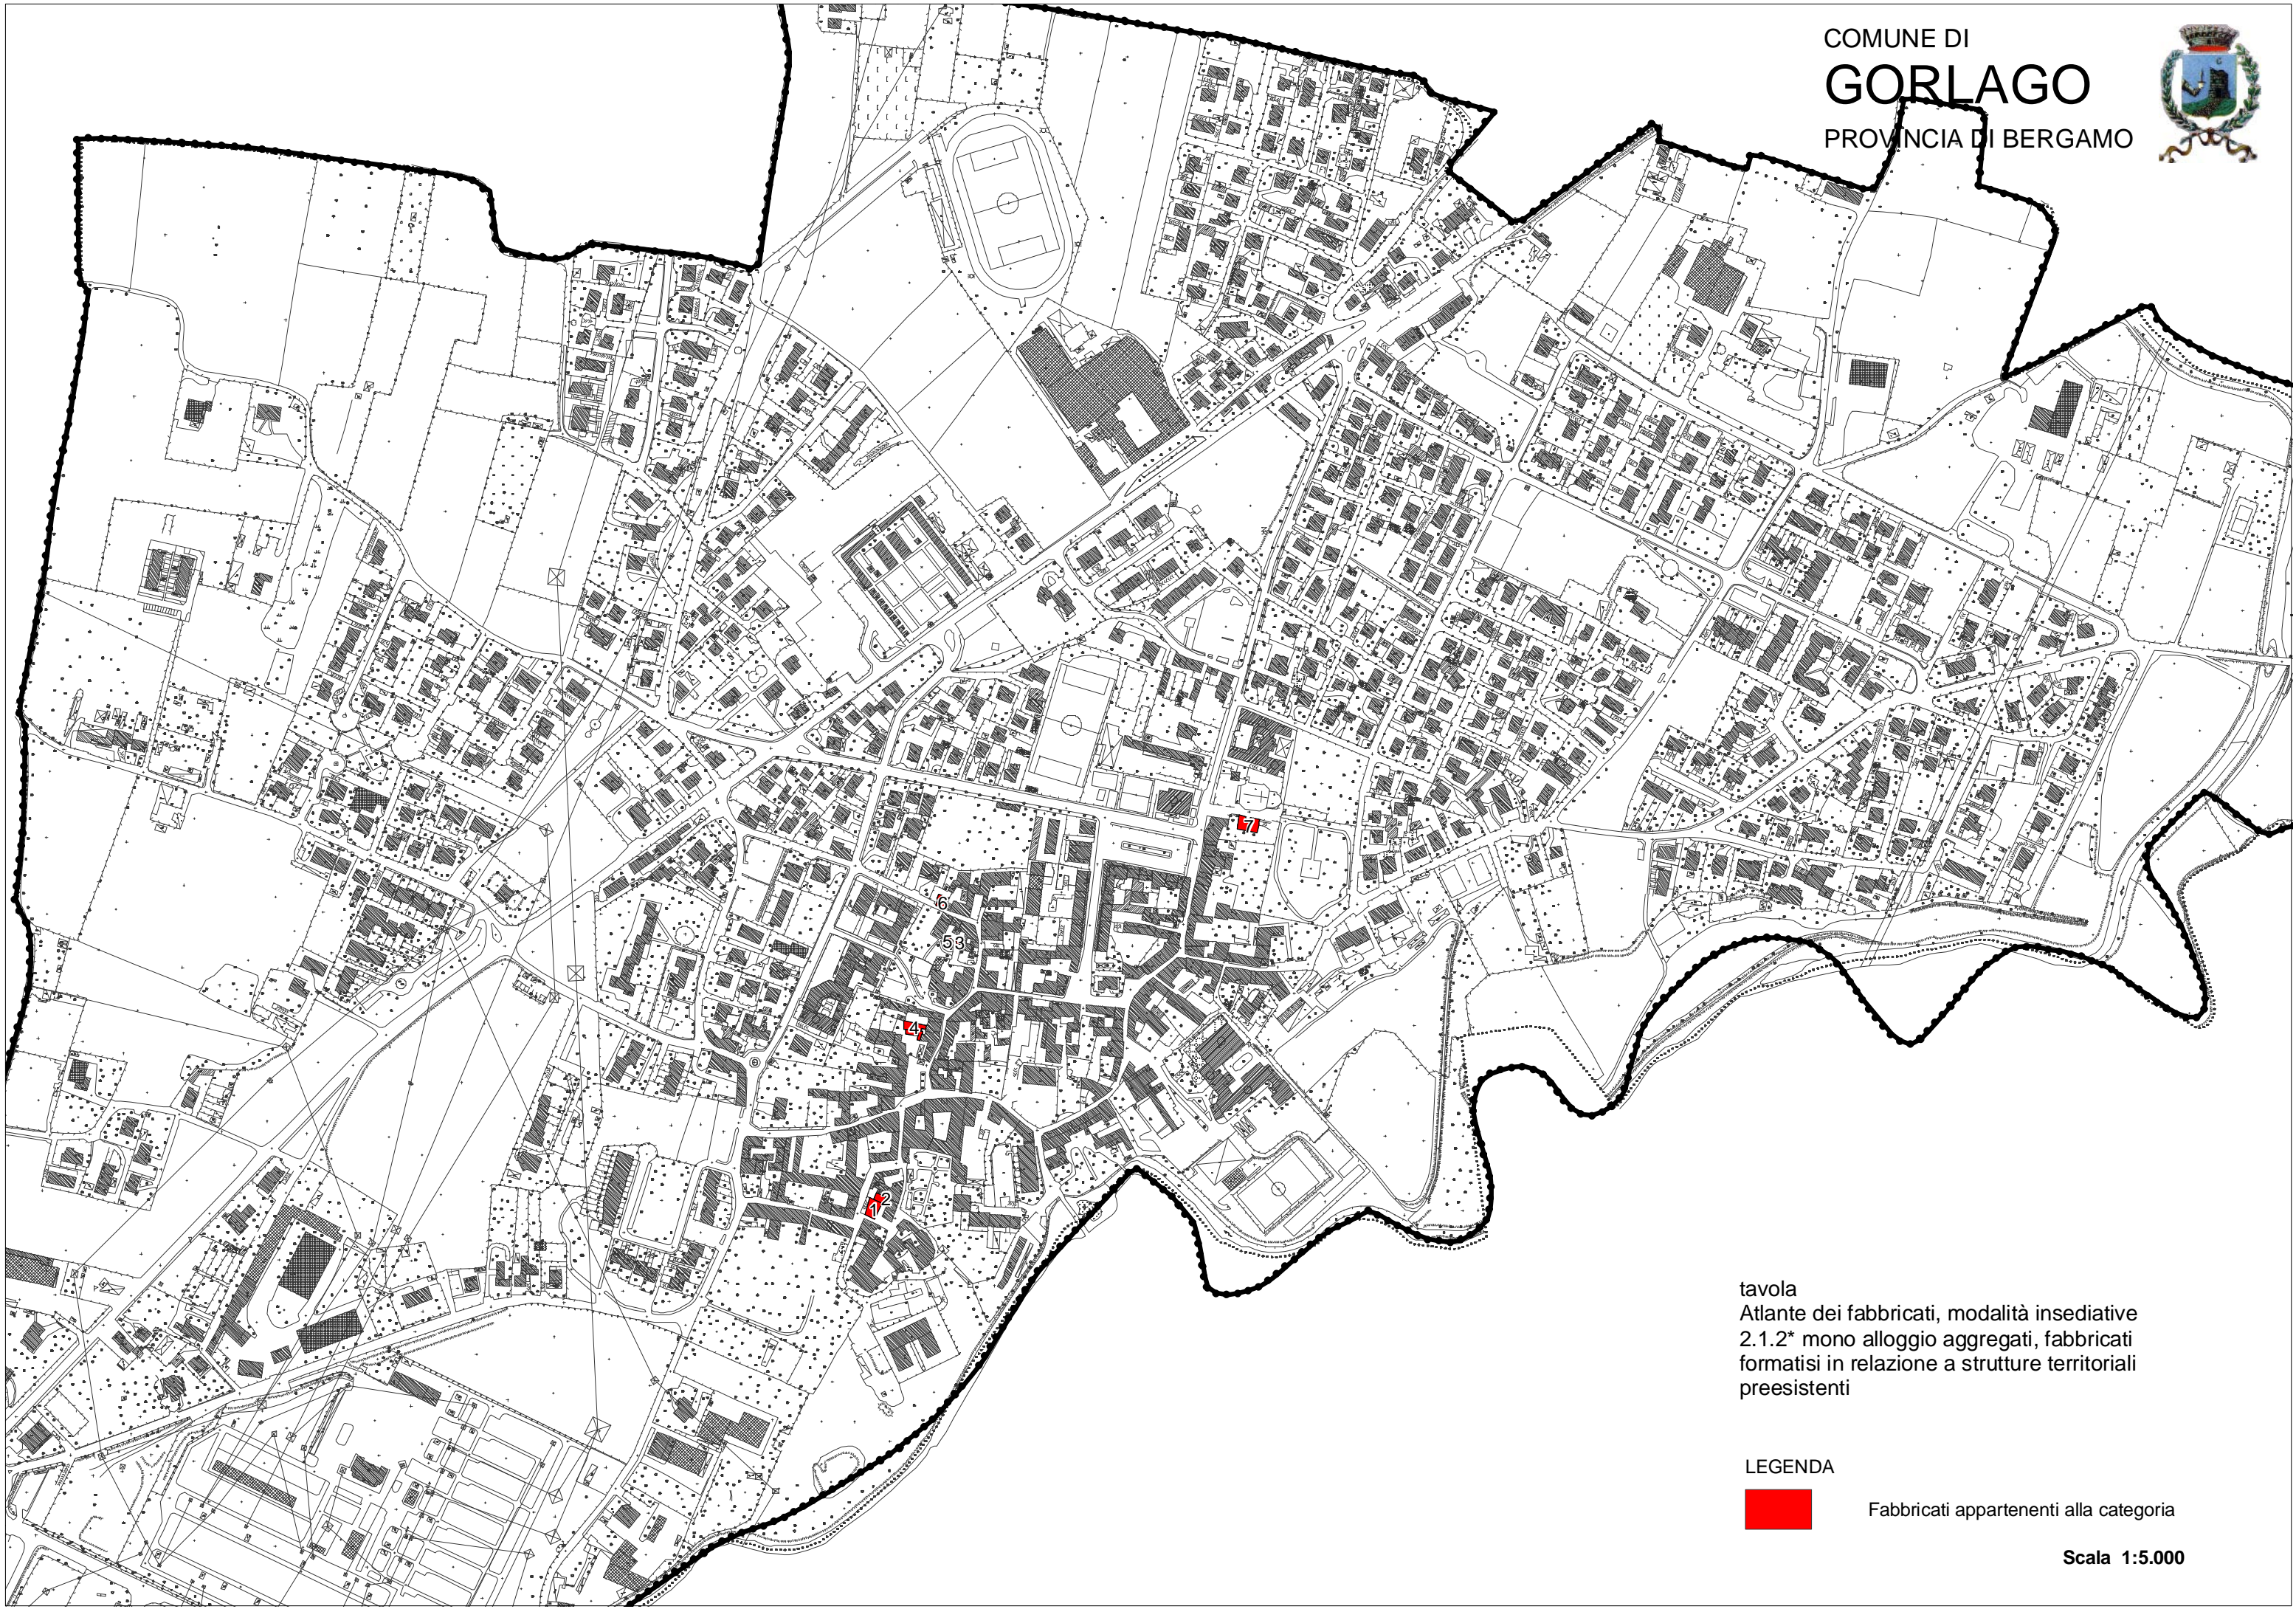 COMUNE DI
GORLAGO
PROVINCIA DI BERGAMO
7
6
53
4
2
1
tavola
Atlante dei fabbricati, modalità insediative
2.1.2* mono alloggio aggregati, fabbricati
formatisi in relazione a strutture territoriali
preesistenti
LEGENDA
Fabbricati appartenenti alla categoria
Scala 1:5.000